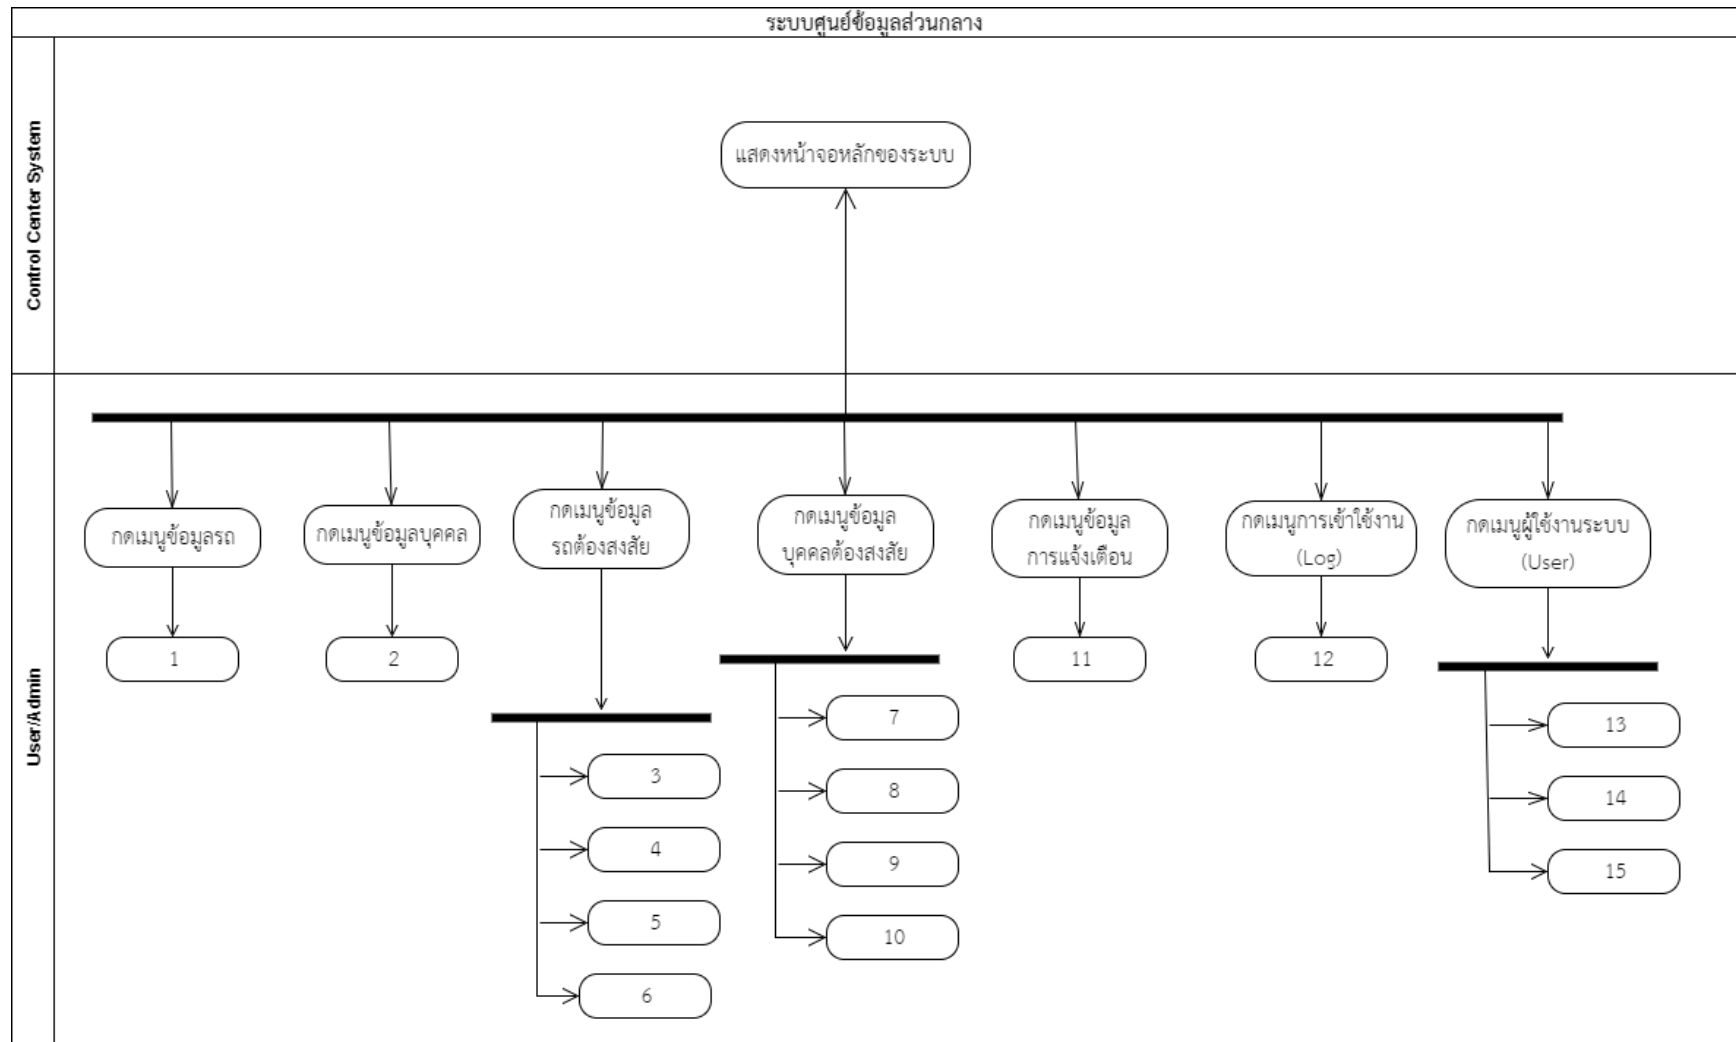 ระบบศูนย์ข้อมูลส่วนกลาง
Control Center System
แสดงหน้าจอหลักของระบบ
User/Admin
กดเมนูข้อมูลรถ
1
กดเมนูข้อมูลบุคคล
2
กดเมนูข้อมูล
รถต้องสงสัย
3
4
5
6
กดเมนูข้อมูล
บุคคลต้องสงสัย
7
8
9
10
กดเมนูข้อมูล
การแจ้งเตือน
11
กดเมนูการเข้าใช้งาน
(Log)
12
กดเมนูผู้ใช้งานระบบ
(User)
13
14
15